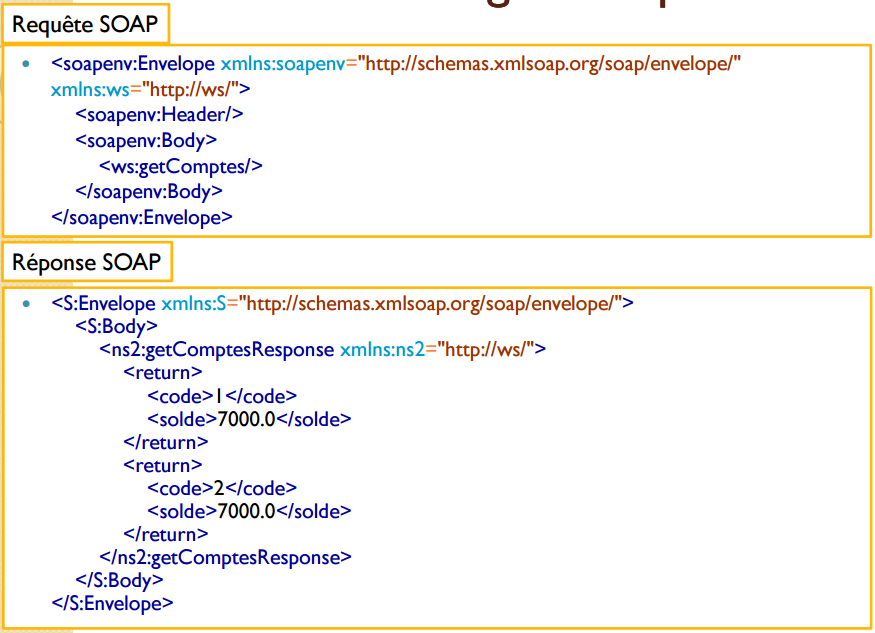 Requête SOAP
• <soapenv:Envelope xmlns:soapenv="http://schemas.xmlsoap.org/soap/envelope/"
xmlns:ws="http://ws/">
<soapenv:Header/>
<soapenv:Body>
<ws:getComptes/>
</soapenv:Body>
</soapenv:Envelope>
Réponse SOAP
• <S:Envelope xmlns:S="http://schemas.xmlsoap.org/soap/envelope/">
<S:Body>
<ns2:getComptesResponse xmlns:ns2="http://ws/">
<return>
<code>1</code>
<solde>7000.0</solde>
</return>
<return>
<code>2</code>
<solde>7000.0</solde>
</return>
</ns2:getComptesResponse>
</S:Body>
</S:Envelope>